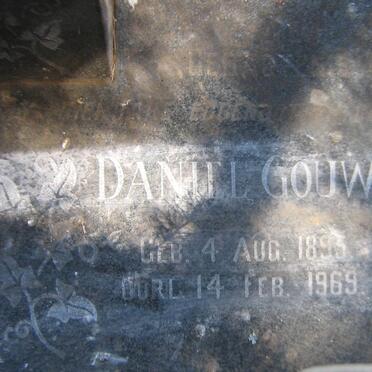 DANIEL GOUW
GEB. 4 AUG. 1895
OORL. 14 FEB. 1969.